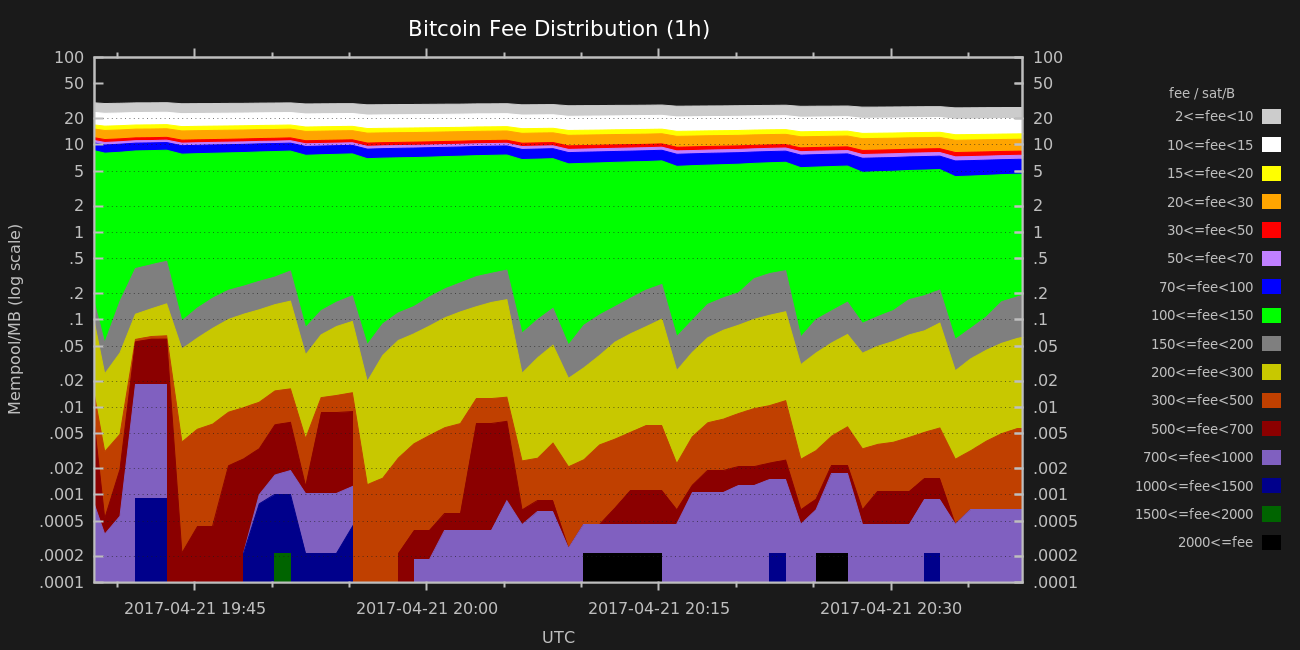 Bitcoin Fee Distribution (1h)
100
50
20
10
5
2
1
.5
.2
.1
.05
.02
.01
.005
.002
.001
.0005
.0002
.0001
Mempool/MB (log scale)
100
50
20
10
5
2
1
.5
.2
.1
.05
.02
.01
.005
.002
.001
.0005
.0002
.0001
2017-04-21 19:45 2017-04-21 20:00 2017-04-21 20:15 2017-04-21 20:30
UTC
fee / sat/B
2<=fee<10
10<=fee<15
15<=fee<20
20<=fee<30
30<=fee<50
50<=fee<70
70<=fee<100
100<=fee<150
150<=fee<200
200<=fee<300
300<=fee<500
500<=fee<700
700<=fee<1000
1000<=fee<1500
1500<=fee<2000
2000<=fee